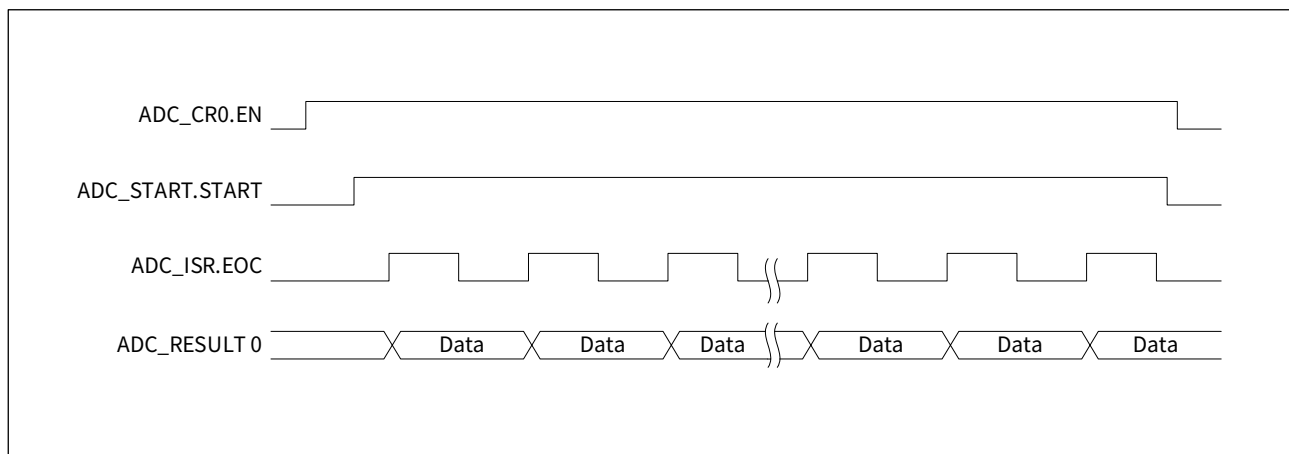 ADC_CR0.EN
ADC_START.START
ADC_ISR.EOC
ADC_RESULT 0 Data Data Data Data Data Data